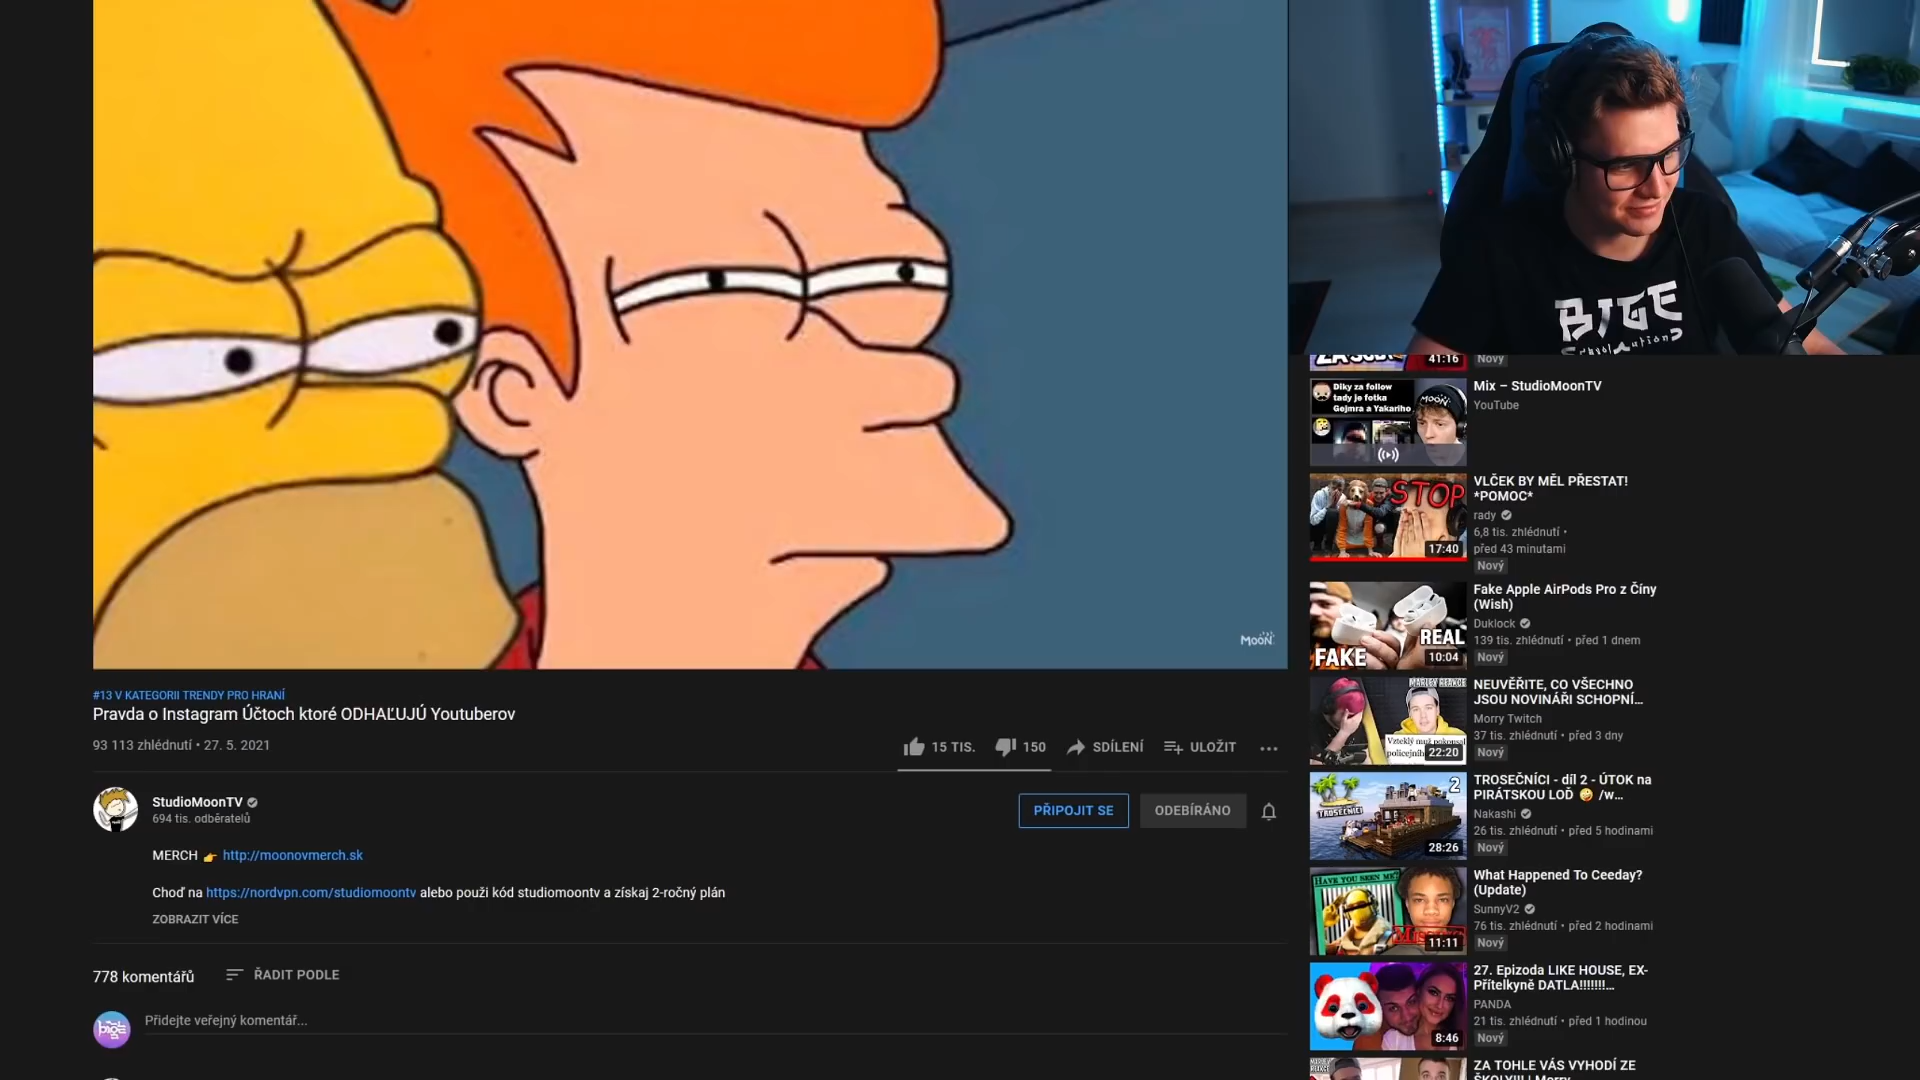 BIGE
MOON
#13 V KATEGORII TRENDY PRO HRANÍ
Pravda o Instagram Účtoch ktoré ODHAĽUJÚ Youtuberov
93 113 zhlédnutí • 27. 5. 2021
15 TIS.
150
SDÍLENÍ
ULOŽIT
StudioMoonTV
694 tis. odběratelů
PŘIPOJIT SE
ODEBÍRÁNO
MERCH 👉 http://moonovmerch.sk
Choď na https://nordvpn.com/studiomoontv alebo použi kód studiomoontv a získaj 2-ročný plán
ZOBRAZIT VÍCE
778 komentářů
ŘADIT PODLE
Přidejte veřejný komentář...
41:16
Nový
Diky za follow
tady je fotka
Gejmra a Yakariho
MOON
Mix – StudioMoonTV
YouTube
STOP
17:40
VLČEK BY MĚL PŘESTAT!
*POMOC*
rady
6,8 tis. zhlédnutí •
před 43 minutami
Nový
FAKE
REAL
10:04
Fake Apple AirPods Pro z Číny
(Wish)
Duklock
139 tis. zhlédnutí • před 1 dnem
Nový
Vzteklý muž pokousal
policejního
22:20
NEUVĚŘITE, CO VŠECHNO
JSOU NOVINÁŘI SCHOPNÍ...
Morry Twitch
37 tis. zhlédnutí • před 3 dny
Nový
TROSEČNÍCI
2
28:26
TROSEČNÍCI - díl 2 - ÚTOK na
PIRÁTSKOU LOĎ 🤪 /w...
Nakashi
26 tis. zhlédnutí • před 5 hodinami
Nový
HAVE YOU SEEN ME?
11:11
What Happened To Ceeday?
(Update)
SunnyV2
76 tis. zhlédnutí • před 2 hodinami
Nový
8:46
27. Epizoda LIKE HOUSE, EX-
Přítelkyně DATLA!!!!!!!...
PANDA
21 tis. zhlédnutí • před 1 hodinou
Nový
ZA TOHLE VÁS VYHODÍ ZE
ŠKOLY!!! | Morry